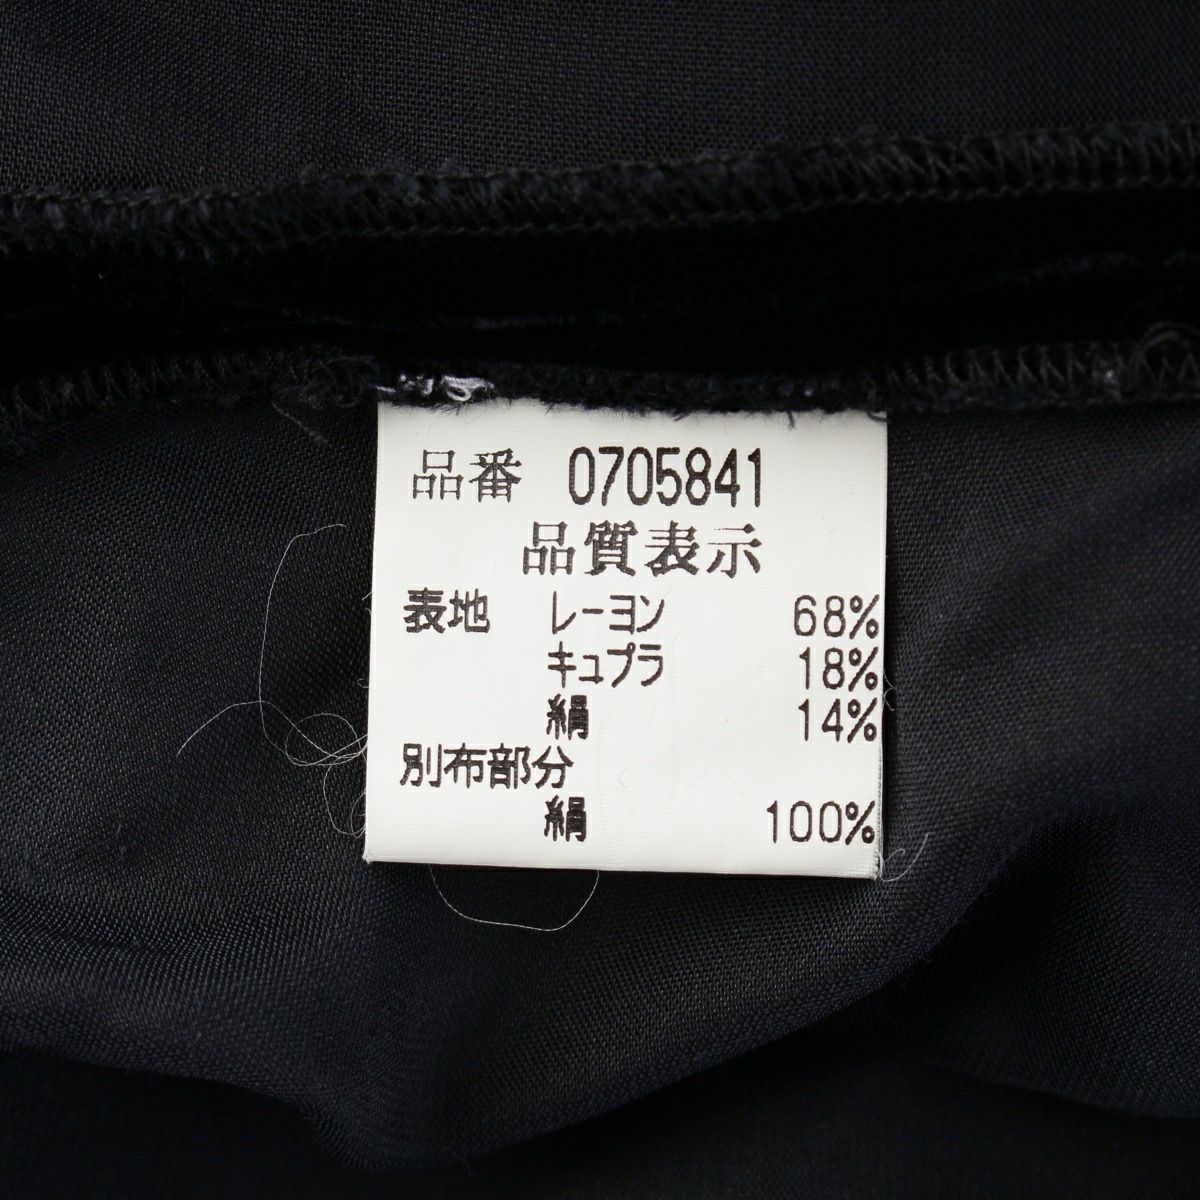 品番 0705841
品質表示
表地 レーヨン 68%
キュプラ 18%
絹 14%
別布部分
絹 100%